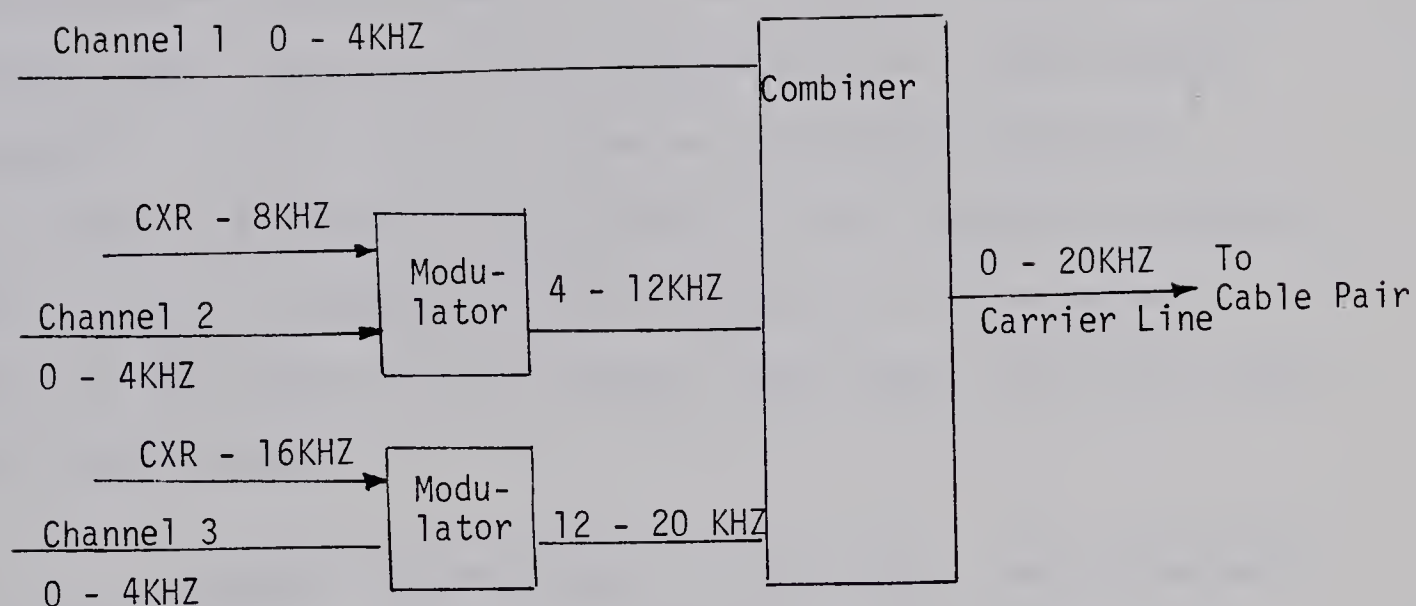 Channel 1 0 - 4KHZ
Combiner
CXR - 8KHZ
Modu-
lator
4 - 12KHZ
Channel 2
0 - 4KHZ
0 - 20KHZ
Carrier Line
To
Cable Pair
CXR - 16KHZ
Modu-
lator
12 - 20 KHZ
Channel 3
0 - 4KHZ